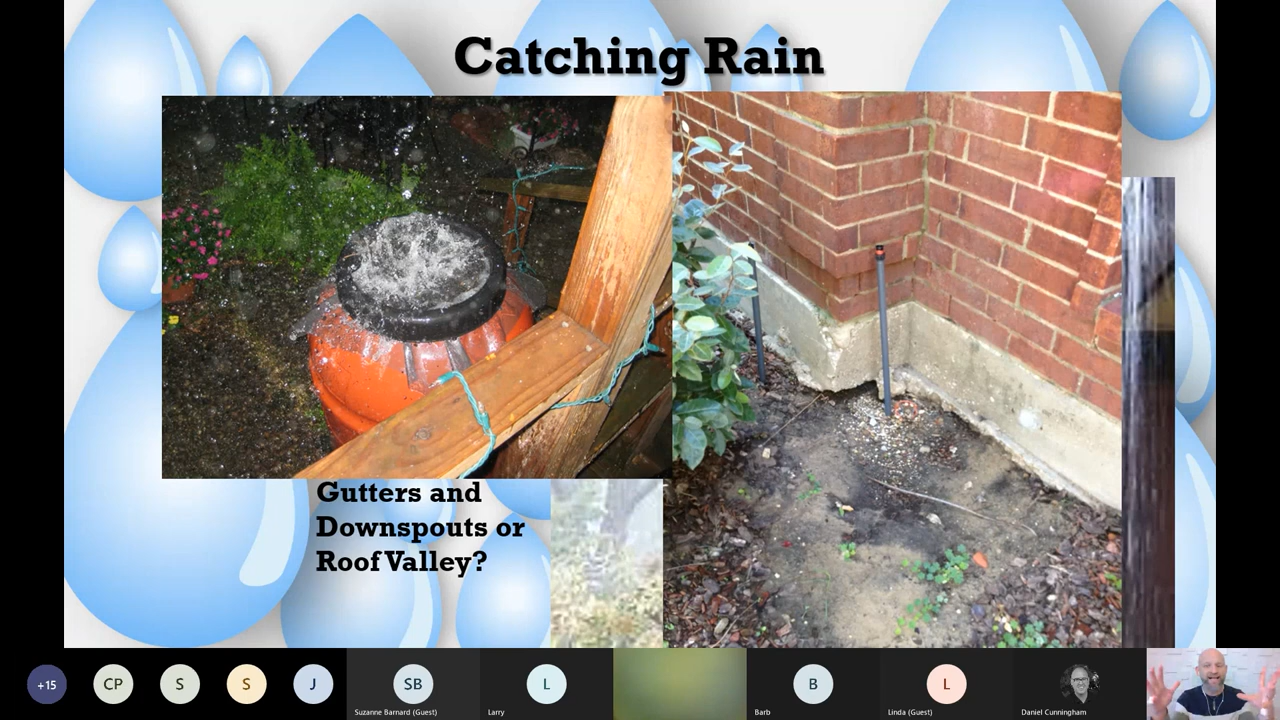 Catching Rain
Gutters and
Downspouts or
Roof Valley?
+15
CP
S
S
J
SB
Suzanne Barnard (Guest)
L
Larry
B
Barb
L
Linda (Guest)
Daniel Cunningham